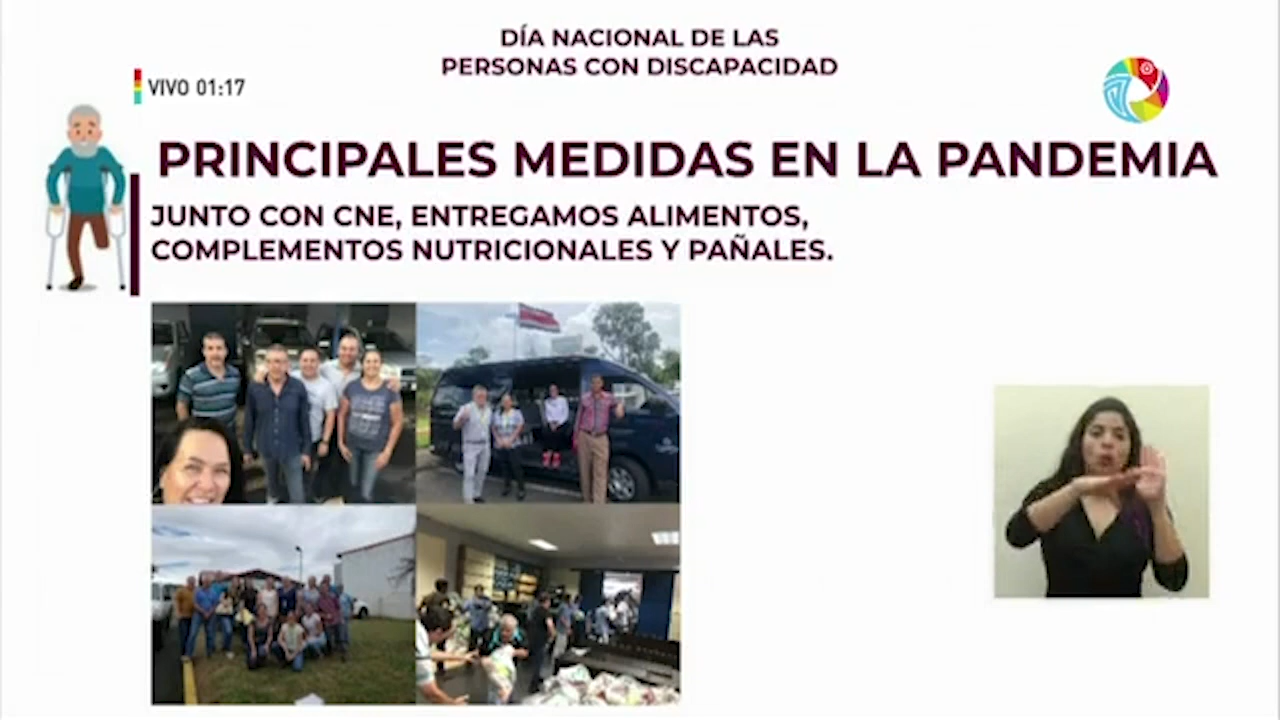 DÍA NACIONAL DE LAS
PERSONAS CON DISCAPACIDAD
VIVO 01:17
PRINCIPALES MEDIDAS EN LA PANDEMIA
JUNTO CON CNE, ENTREGAMOS ALIMENTOS,
COMPLEMENTOS NUTRICIONALES Y PAÑALES.